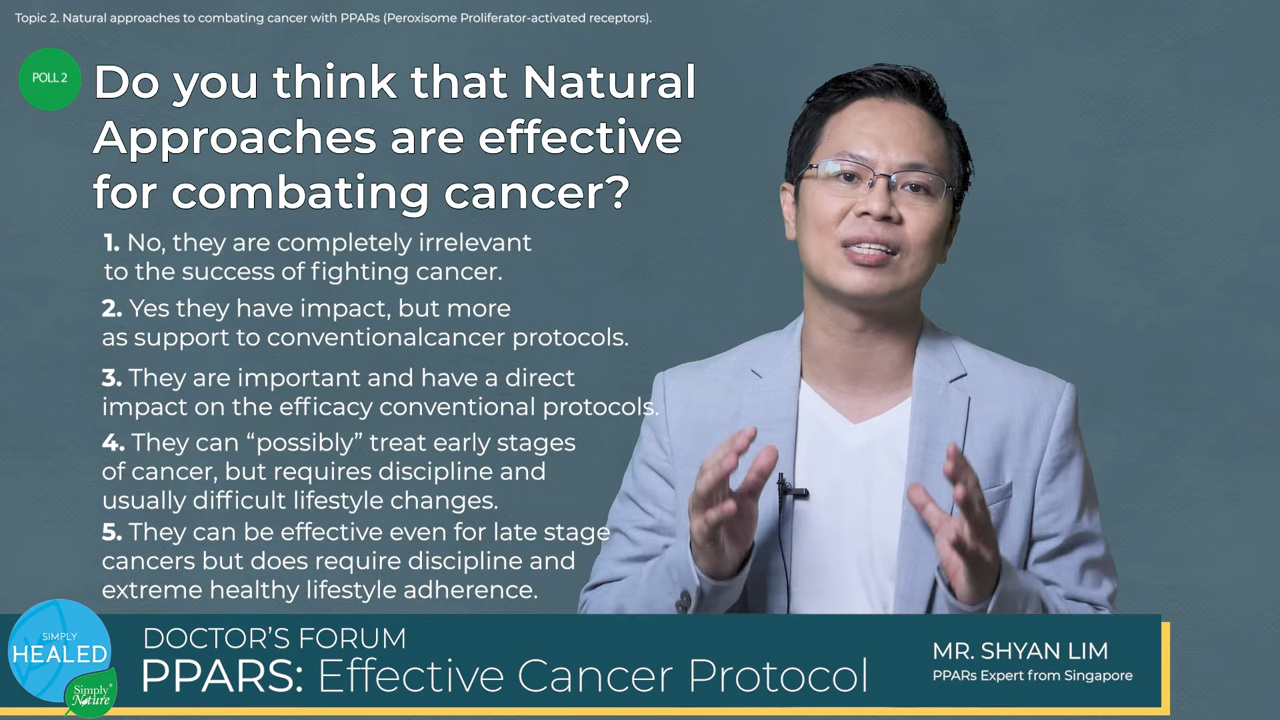 Topic 2. Natural approaches to combating cancer with PPARs (Peroxisome Proliferator-activated receptors).
POLL 2
Do you think that Natural
Approaches are effective
for combating cancer?
1. No, they are completely irrelevant
to the success of fighting cancer.
2. Yes they have impact, but more
as support to conventionalcancer protocols.
3. They are important and have a direct
impact on the efficacy conventional protocols.
4. They can “possibly” treat early stages
of cancer, but requires discipline and
usually difficult lifestyle changes.
5. They can be effective even for late stage
cancers but does require discipline and
extreme healthy lifestyle adherence.
SIMPLY
HEALED
Simply
Nature
DOCTOR'S FORUM
PPARS: Effective Cancer Protocol
MR. SHYAN LIM
PPARs Expert from Singapore